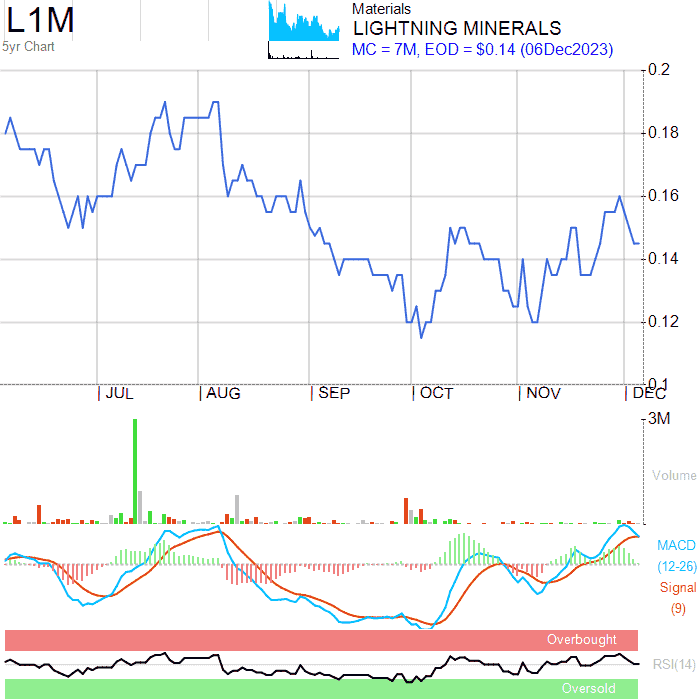 L1M
5yr Chart
Materials
LIGHTNING MINERALS
MC = 7M, EOD = $0.14 (06Dec2023)
0.2
0.18
0.16
0.14
0.12
0.1
JUL
AUG
SEP
OCT
NOV
DEC
3M
Volume
MACD
(12-26)
Signal
(9)
Overbought
RSI(14)
Oversold